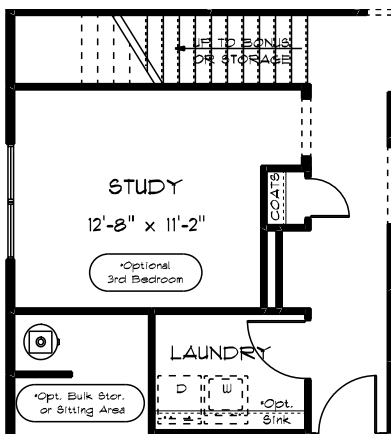 UP TO BONUS
OR STORAGE
STUDY
12'-8" x 11'-2"
COATS
*Optional
3rd Bedroom
LAUNDRY
D
W
*Opt.
Sink
*Opt. Bulk Stor.
or Sitting Area